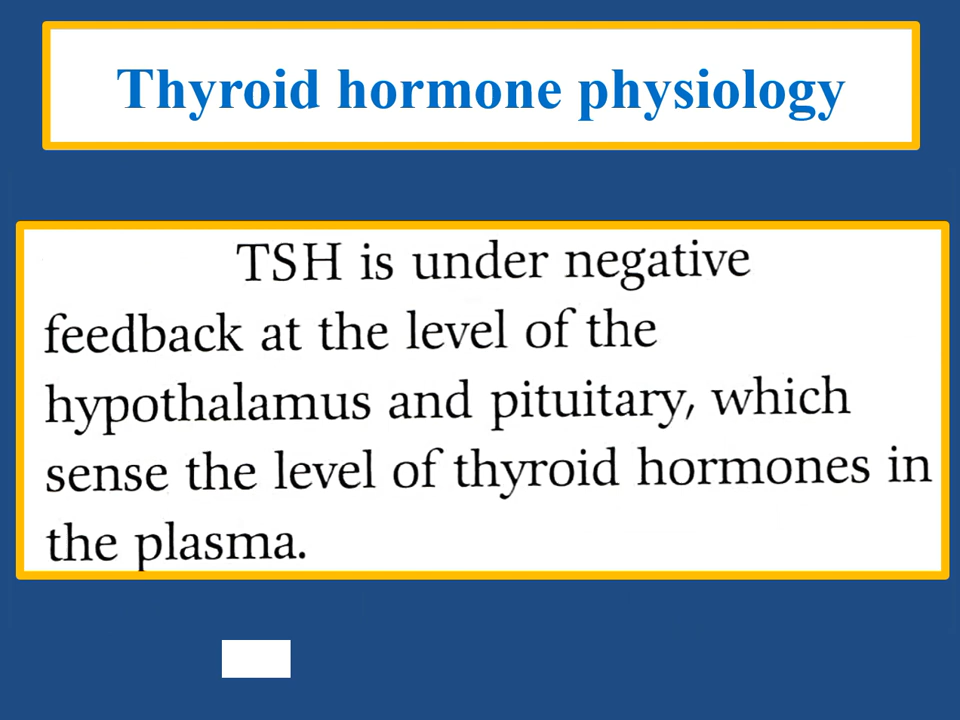 Thyroid hormone physiology
TSH is under negative
feedback at the level of the
hypothalamus and pituitary, which
sense the level of thyroid hormones in
the plasma.